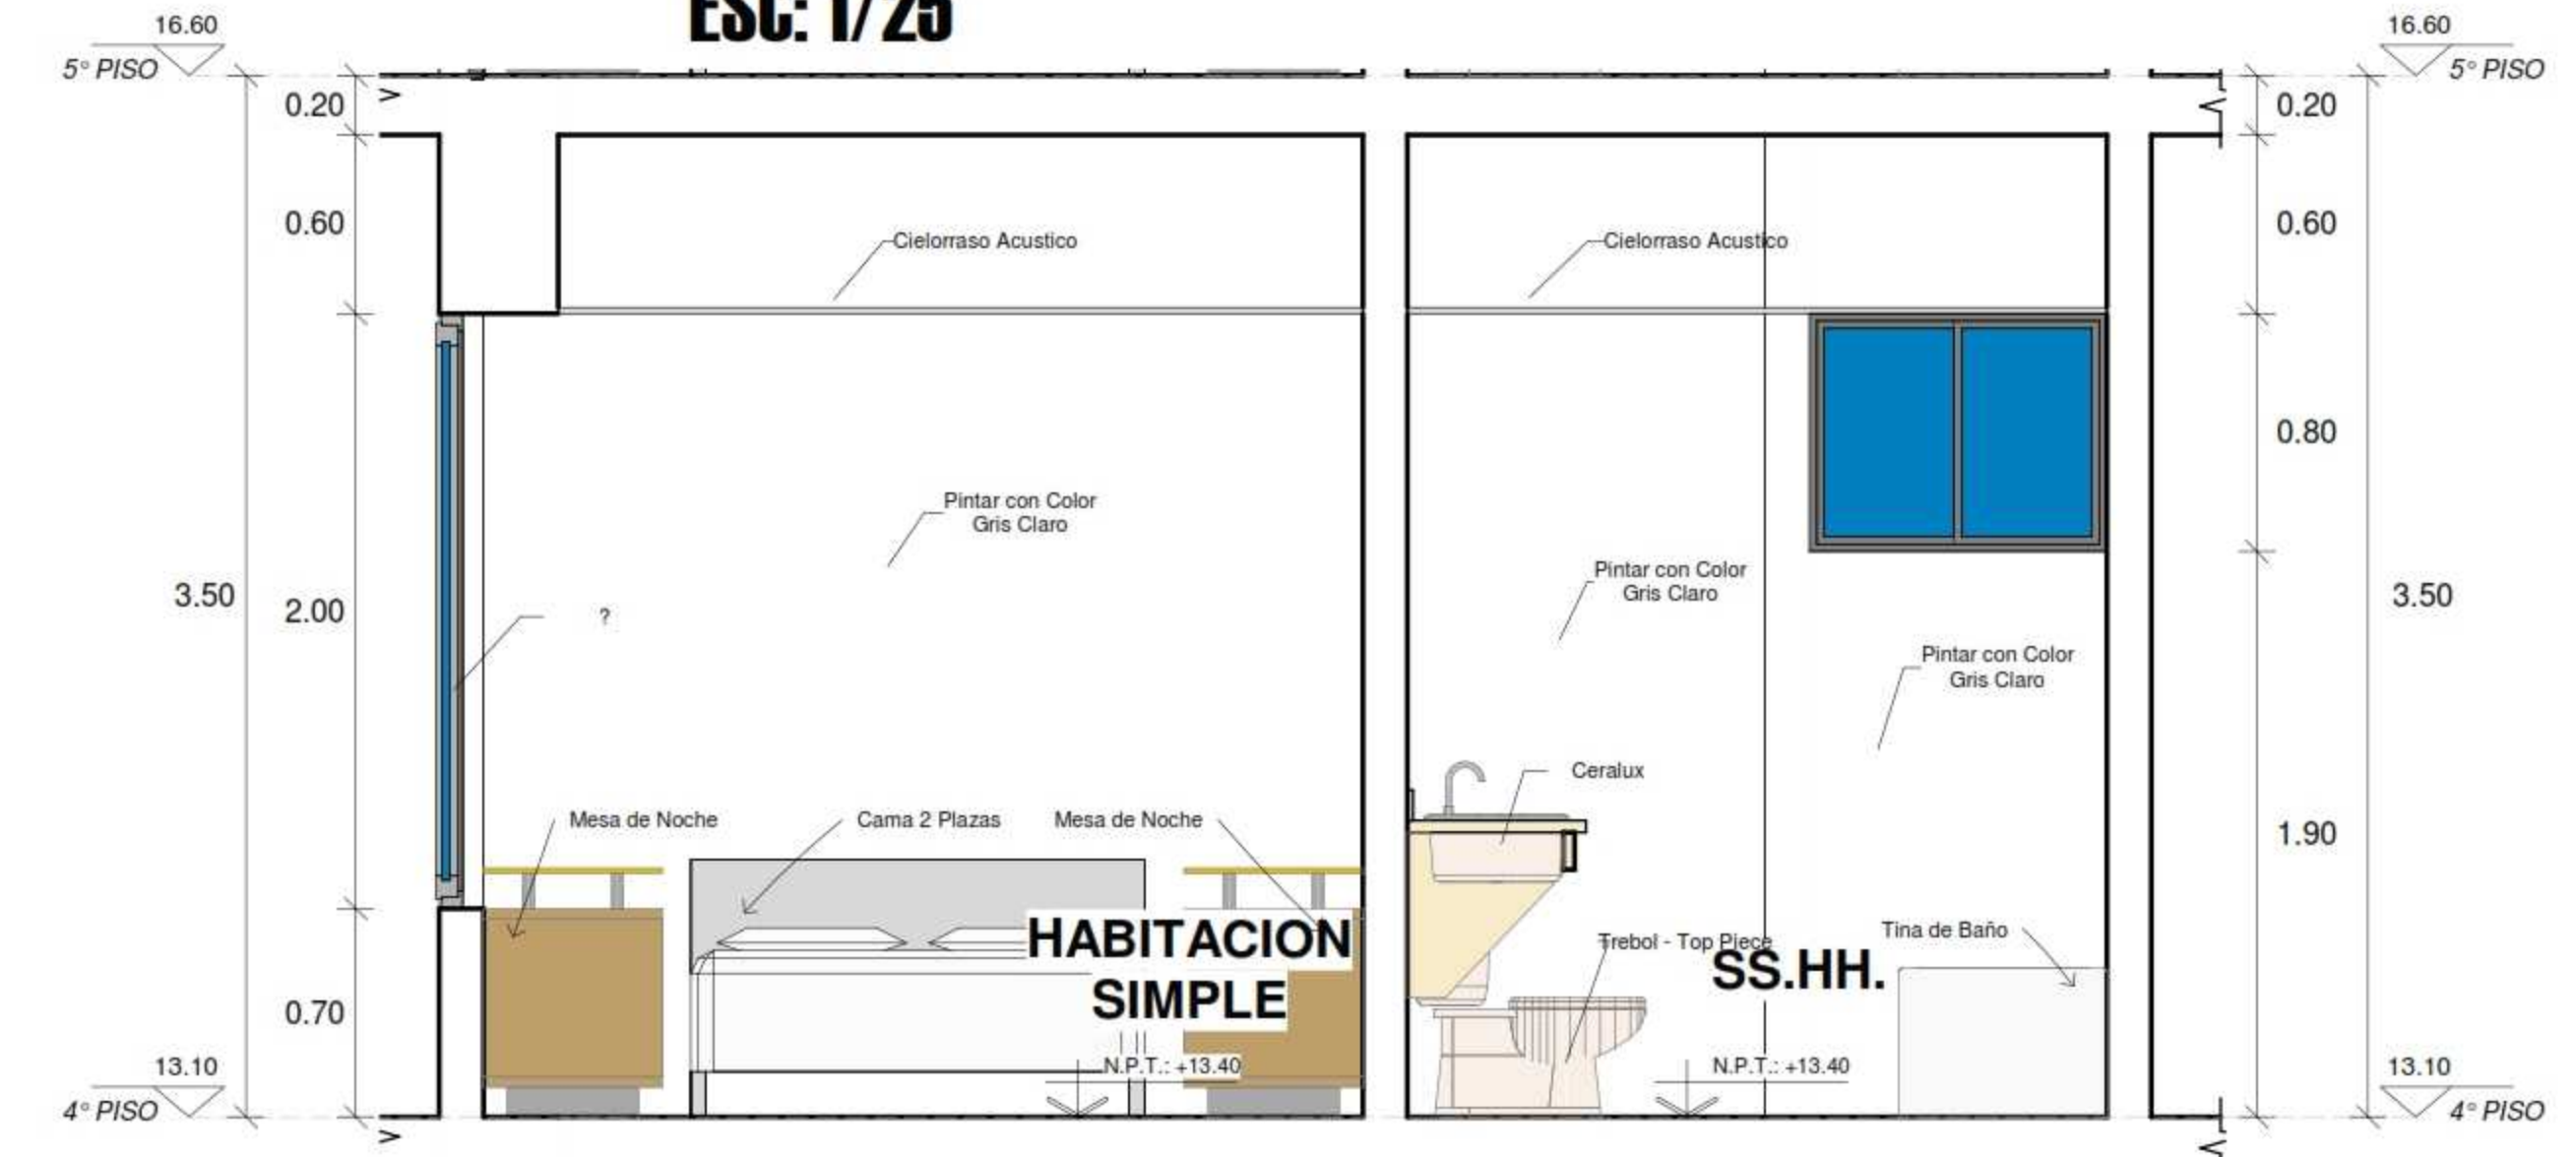 ESC: 1/25
16.60
16.60
5° PISO
5° PISO
0.20
0.20
0.60
0.60
Cielorraso Acustico
Cielorraso Acustico
0.80
Pintar con Color
Gris Claro
Pintar con Color
Gris Claro
3.50
2.00
?
3.50
Pintar con Color
Gris Claro
Ceralux
Mesa de Noche
Cama 2 Plazas
Mesa de Noche
1.90
HABITACION
SIMPLE
Trebol - Top Piece
SS.HH.
Tina de Baño
0.70
N.P.T.: +13.40
N.P.T.: +13.40
13.10
13.10
4° PISO
4° PISO